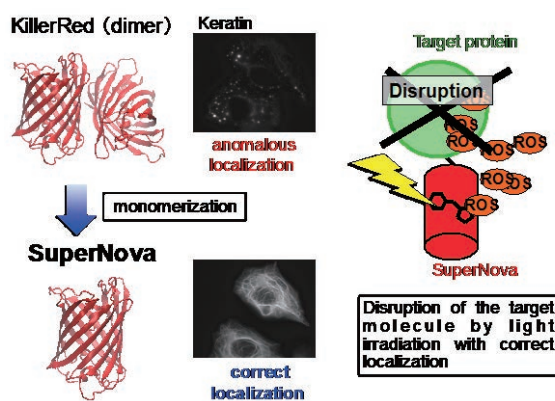 KillerRed (dimer)
Keratin
anomalous
localization
monomerization
SuperNova
correct
localization
Target protein
Disruption
ROS
ROS
ROS
ROS
ROS
ROS
SuperNova
Disruption of the target
molecule by light
irradiation with correct
localization